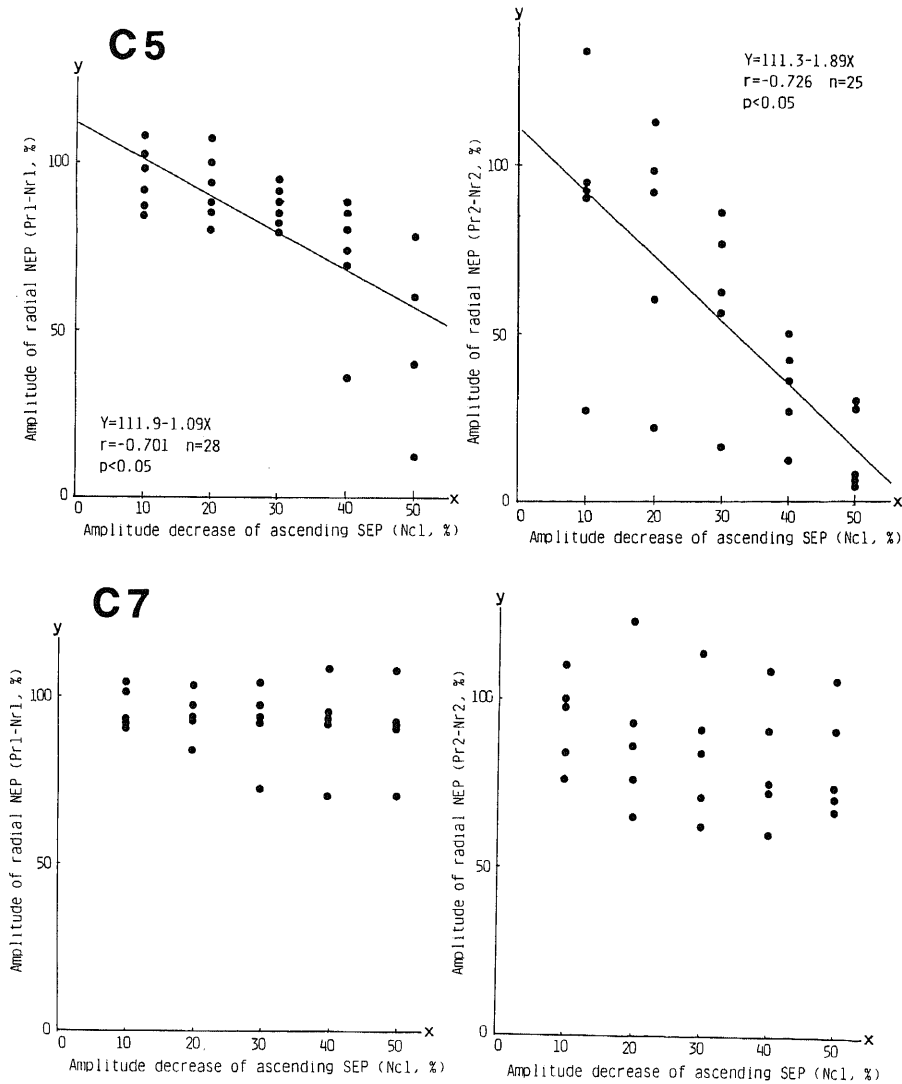 C5
y
Amplitude of radial NEP (Pr1-Nr1, %)
100
50
0
Y=111.9-1.09X
r=-0.701 n=28
p<0.05
0 10 20 30 40 50 x
Amplitude decrease of ascending SEP (Nc1, %)
y
Amplitude of radial NEP (Pr2-Nr2, %)
100
50
0
Y=111.3-1.89X
r=-0.726 n=25
p<0.05
0 10 20 30 40 50 x
Amplitude decrease of ascending SEP (Nc1, %)
C7
y
Amplitude of radial NEP (Pr1-Nr1, %)
100
50
0
0 10 20 30 40 50 x
Amplitude decrease of ascending SEP (Nc1, %)
y
Amplitude of radial NEP (Pr2-Nr2, %)
100
50
0
0 10 20 30 40 50 x
Amplitude decrease of ascending SEP (Nc1, %)